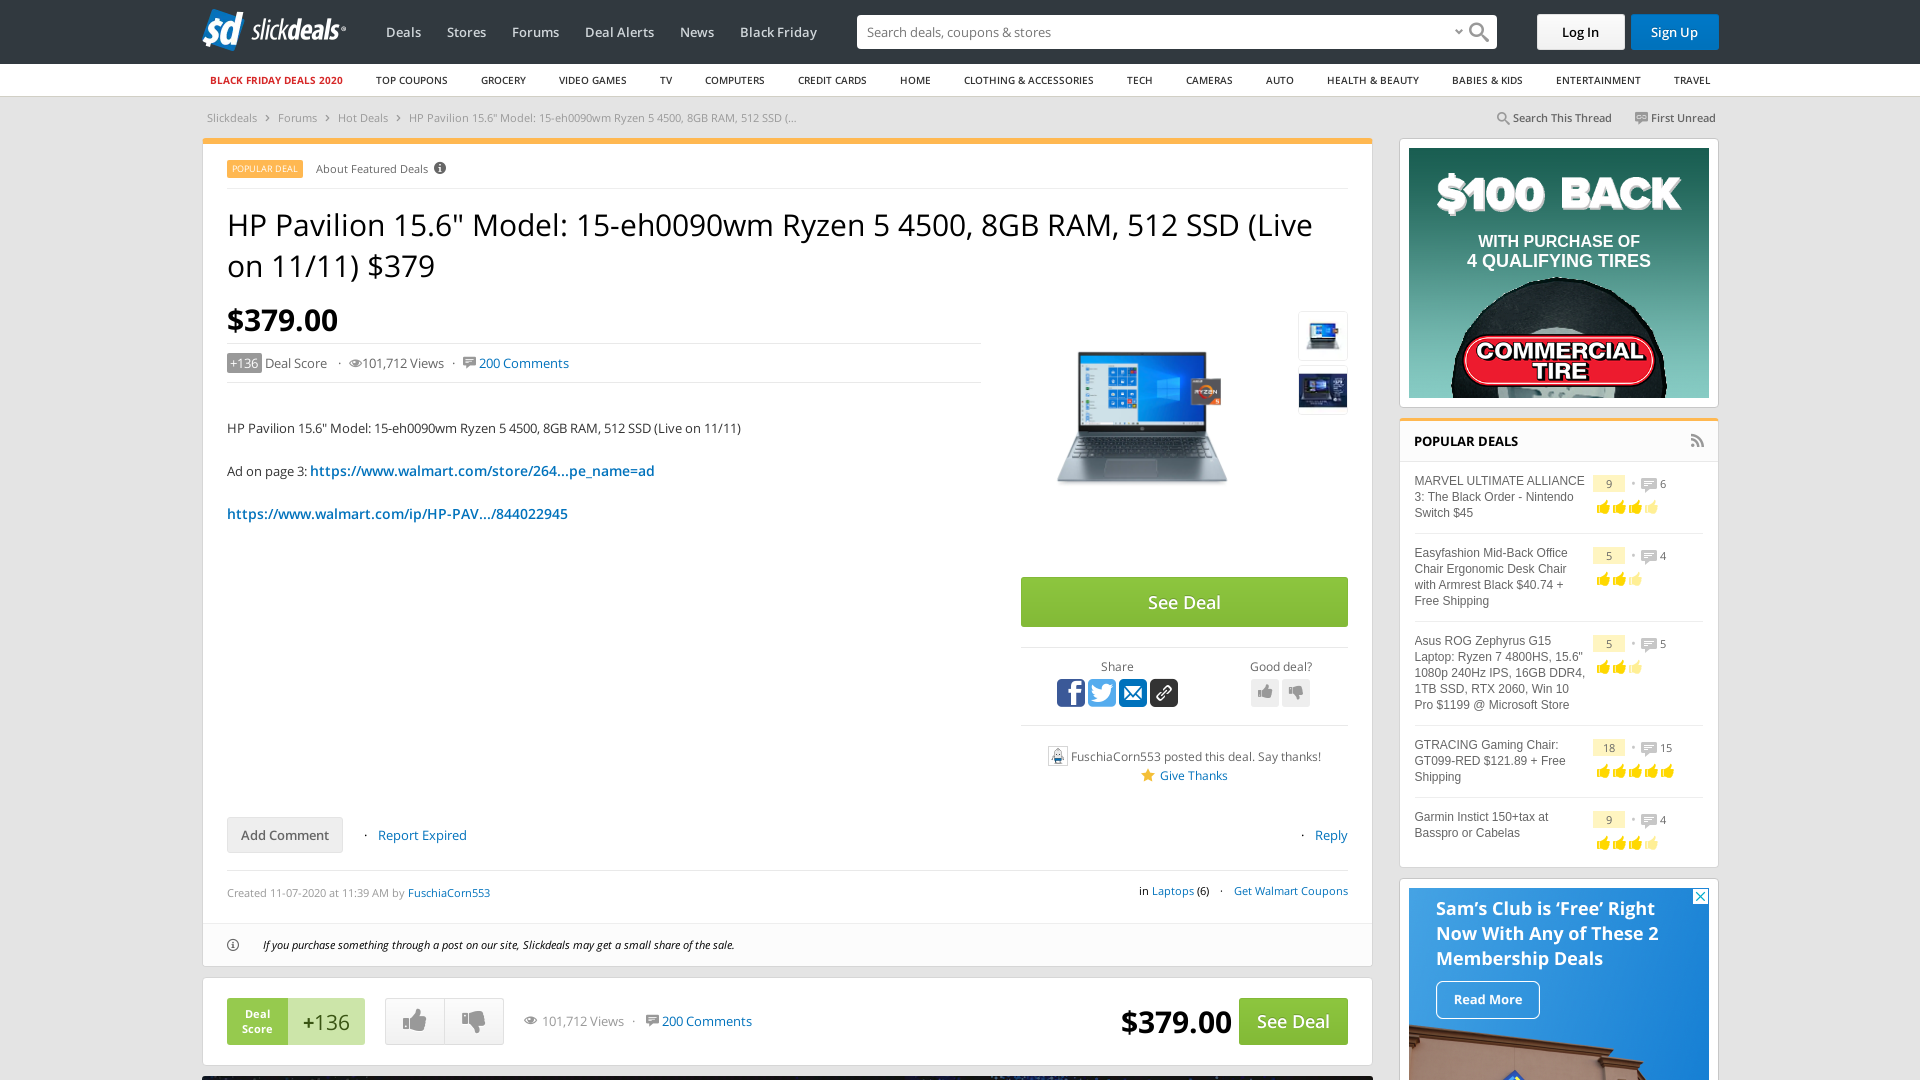 slickdeals
Deals
Stores
Forums
Deal Alerts
News
Black Friday
Search deals, coupons & stores
Log In
Sign Up
BLACK FRIDAY DEALS 2020
TOP COUPONS
GROCERY
VIDEO GAMES
TV
COMPUTERS
CREDIT CARDS
HOME
CLOTHING & ACCESSORIES
TECH
CAMERAS
AUTO
HEALTH & BEAUTY
BABIES & KIDS
ENTERTAINMENT
TRAVEL
Slickdeals > Forums > Hot Deals > HP Pavilion 15.6" Model: 15-eh0090wm Ryzen 5 4500, 8GB RAM, 512 SSD (...
Search This Thread
First Unread
POPULAR DEAL
About Featured Deals
HP Pavilion 15.6" Model: 15-eh0090wm Ryzen 5 4500, 8GB RAM, 512 SSD (Live
on 11/11) $379
$379.00
+136 Deal Score · 101,712 Views · 200 Comments
HP Pavilion 15.6" Model: 15-eh0090wm Ryzen 5 4500, 8GB RAM, 512 SSD (Live on 11/11)
Ad on page 3: https://www.walmart.com/store/264...pe_name=ad
https://www.walmart.com/ip/HP-PAV.../844022945
RYZEN
See Deal
Share
Good deal?
FuschiaCorn553 posted this deal. Say thanks!
Give Thanks
Add Comment
· Report Expired
· Reply
Created 11-07-2020 at 11:39 AM by FuschiaCorn553
in Laptops (6) · Get Walmart Coupons
If you purchase something through a post on our site, Slickdeals may get a small share of the sale.
Deal
Score
+136
101,712 Views ·
200 Comments
$379.00
See Deal
$100 BACK
WITH PURCHASE OF
4 QUALIFYING TIRES
COMMERCIAL
TIRE
POPULAR DEALS
MARVEL ULTIMATE ALLIANCE
3: The Black Order - Nintendo
Switch $45
9 • 6
Easyfashion Mid-Back Office
Chair Ergonomic Desk Chair
with Armrest Black $40.74 +
Free Shipping
5 • 4
Asus ROG Zephyrus G15
Laptop: Ryzen 7 4800HS, 15.6"
1080p 240Hz IPS, 16GB DDR4,
1TB SSD, RTX 2060, Win 10
Pro $1199 @ Microsoft Store
5 • 5
GTRACING Gaming Chair:
GT099-RED $121.89 + Free
Shipping
18 • 15
Garmin Instict 150+tax at
Basspro or Cabelas
9 • 4
Sam's Club is 'Free' Right
Now With Any of These 2
Membership Deals
Read More